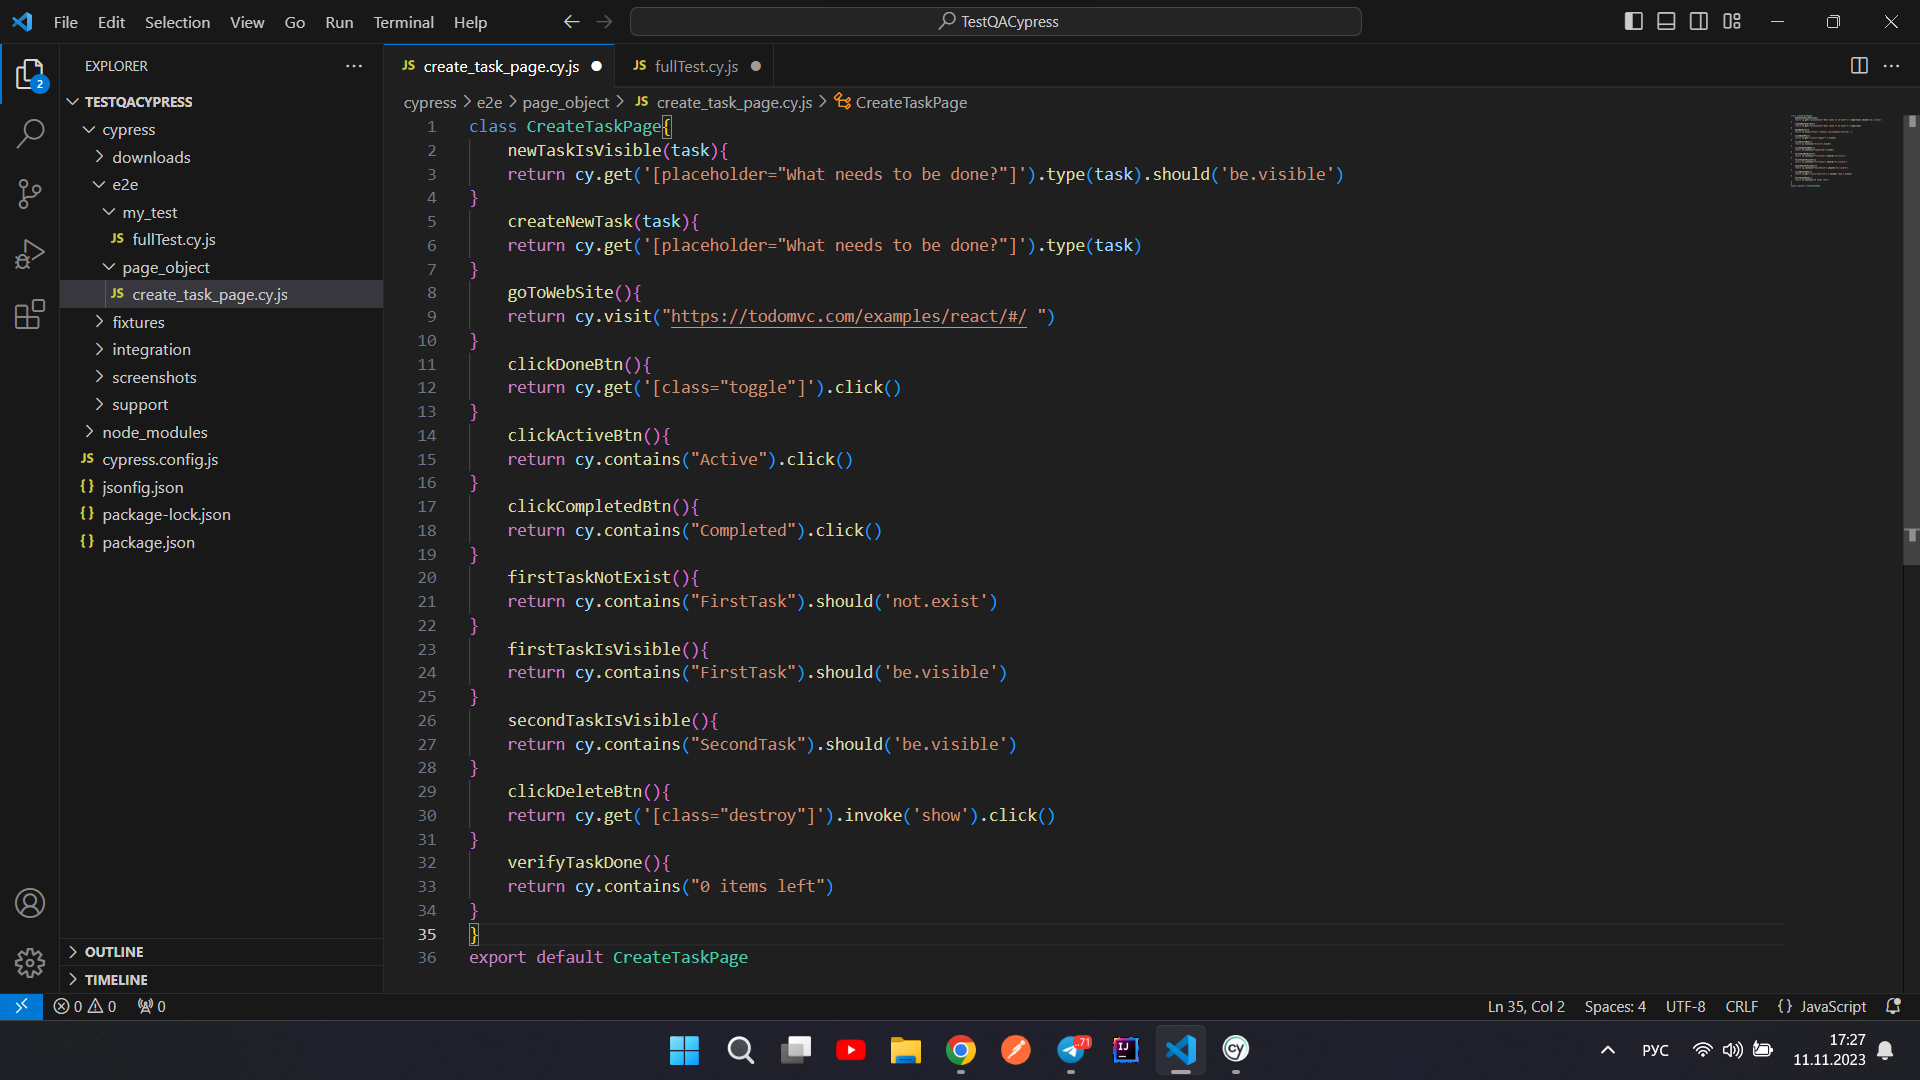 File Edit Selection View Go Run Terminal Help
TestQACypress
EXPLORER
2
TESTQACYPRESS
cypress
downloads
e2e
my_test
JS fullTest.cy.js
page_object
JS create_task_page.cy.js
fixtures
integration
screenshots
support
node_modules
JS cypress.config.js
{} jsonfig.json
{} package-lock.json
{} package.json
OUTLINE
TIMELINE
JS create_task_page.cy.js
JS fullTest.cy.js
cypress > e2e > page_object > JS create_task_page.cy.js > CreateTaskPage
1 class CreateTaskPage{
2 newTaskIsVisible(task){
3 return cy.get('[placeholder="What needs to be done?"]').type(task).should('be.visible')
4 }
5 createNewTask(task){
6 return cy.get('[placeholder="What needs to be done?"]').type(task)
7 }
8 goToWebSite(){
9 return cy.visit("https://todomvc.com/examples/react/#/ ")
10 }
11 clickDoneBtn(){
12 return cy.get('[class="toggle"]').click()
13 }
14 clickActiveBtn(){
15 return cy.contains("Active").click()
16 }
17 clickCompletedBtn(){
18 return cy.contains("Completed").click()
19 }
20 firstTaskNotExist(){
21 return cy.contains("FirstTask").should('not.exist')
22 }
23 firstTaskIsVisible(){
24 return cy.contains("FirstTask").should('be.visible')
25 }
26 secondTaskIsVisible(){
27 return cy.contains("SecondTask").should('be.visible')
28 }
29 clickDeleteBtn(){
30 return cy.get('[class="destroy"]').invoke('show').click()
31 }
32 verifyTaskDone(){
33 return cy.contains("0 items left")
34 }
35 }
36 export default CreateTaskPage
0 0 0
Ln 35, Col 2 Spaces: 4 UTF-8 CRLF {} JavaScript
71
IJ
cy
РУС
17:27
11.11.2023